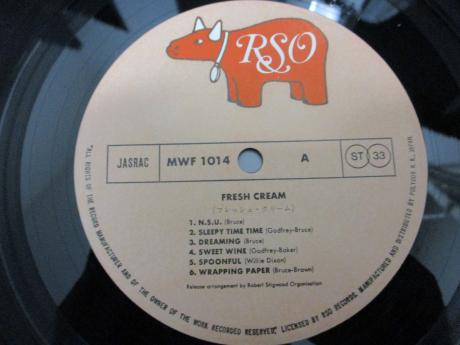 RSO
JASRAC
MWF 1014
A
ST 33
FRESH CREAM
(フレッシュ・クリーム)
1. N.S.U. (Bruce)
2. SLEEPY TIME TIME (Godfrey-Bruce)
3. DREAMING (Bruce)
4. SWEET WINE (Godfrey-Baker)
5. SPOONFUL (Willie Dixon)
6. WRAPPING PAPER (Bruce-Brown)
Release arrangement by Robert Stigwood Organisation
"ALL RIGHTS OF THE RECORD MANUFACTURER AND OF THE OWNER OF THE WORK RECORDED RESERVED" LICENSED BY RSO RECORDS. MANUFACTURED AND DISTRIBUTED BY POLYDOR K. K., JAPAN.